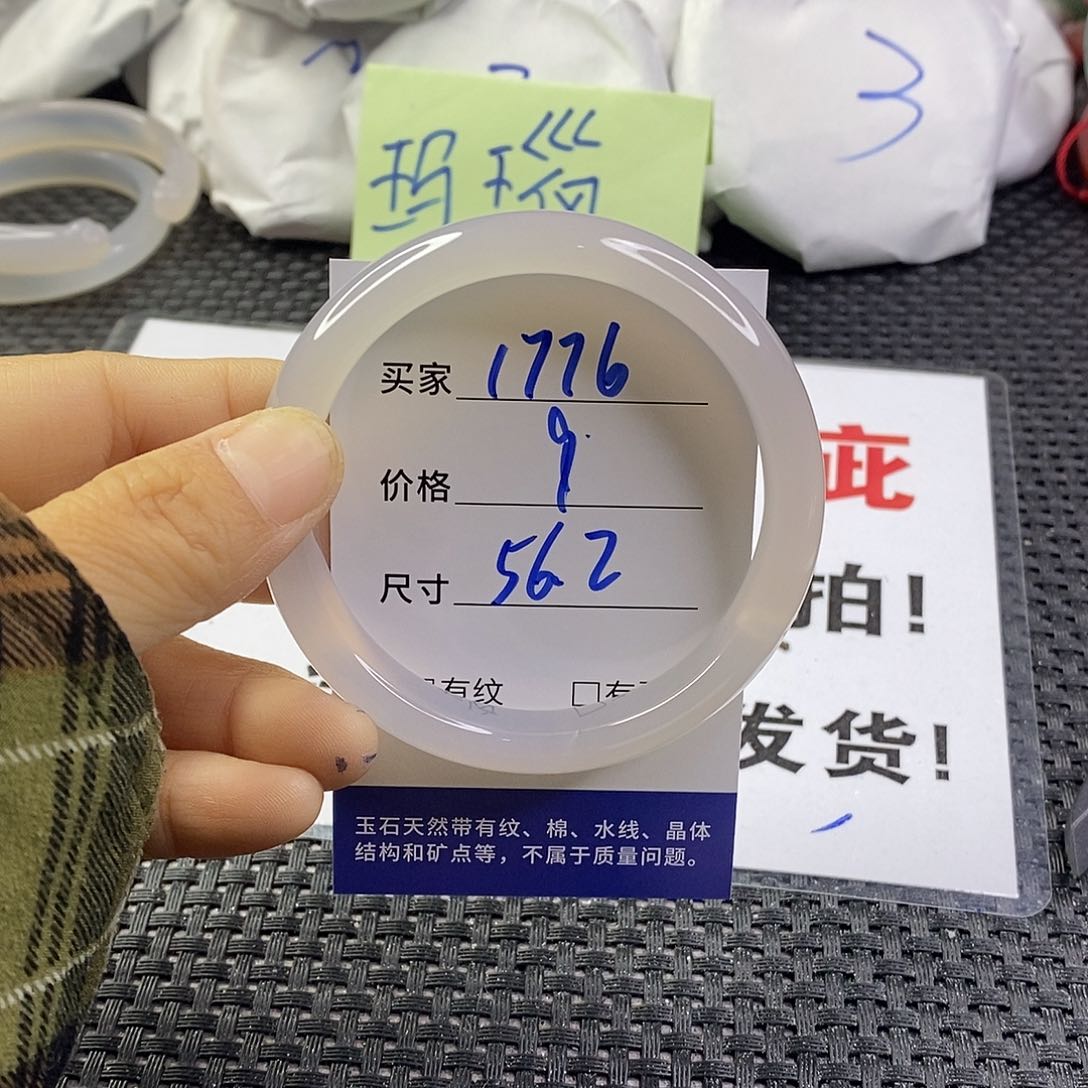 3
玛瑙
买家 1776
价格 9.
尺寸 56.2
有纹 □有
玉石天然带有纹、棉、水线、晶体
结构和矿点等，不属于质量问题。
此
拍！
发货！